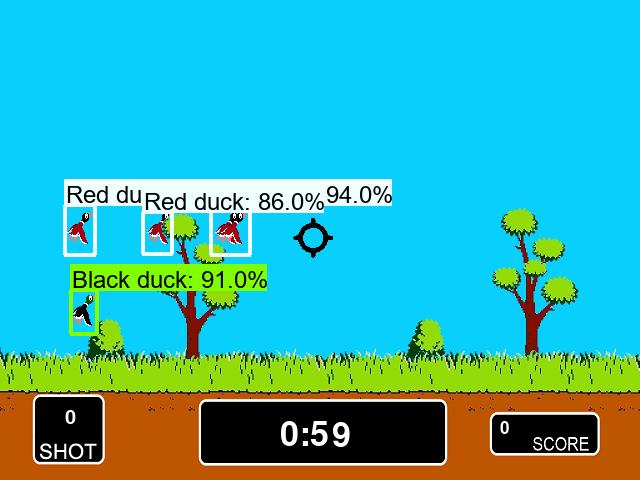 Red du
Red duck: 86.0%
94.0%
Black duck: 91.0%
0
SHOT
0:59
0
SCORE